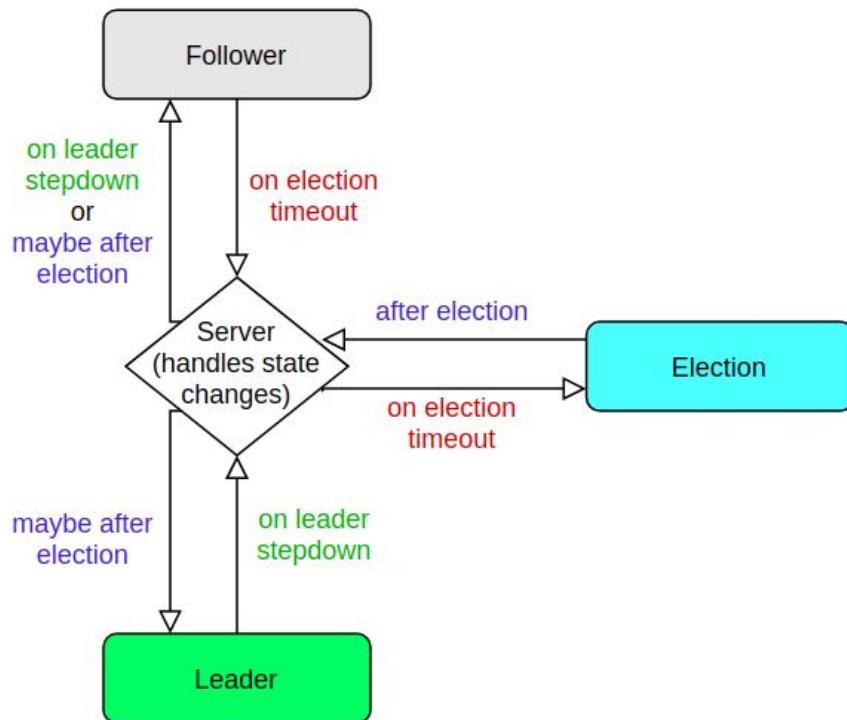 Follower
on leader
stepdown
or
maybe after
election
on election
timeout
Server
(handles state
changes)
after election
Election
on election
timeout
maybe after
election
on leader
stepdown
Leader